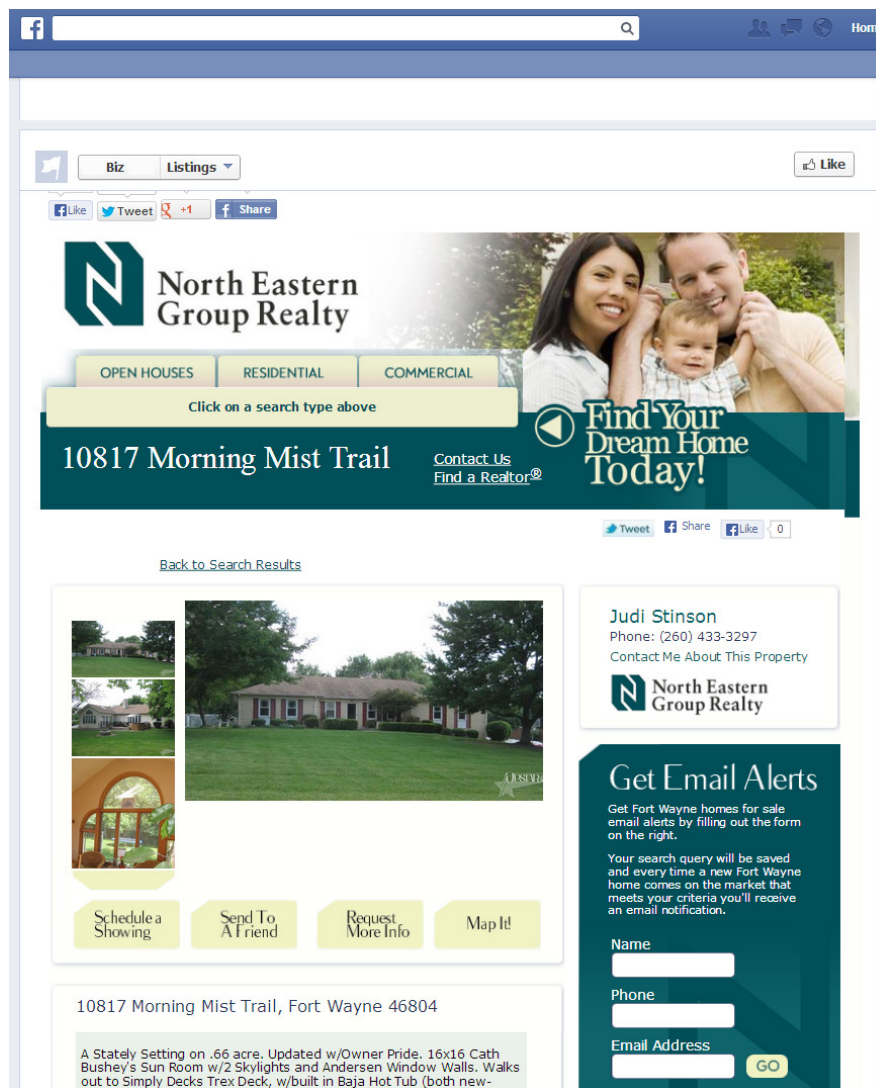 f
Hom
Biz
Listings
Like
Like
Tweet
+1
Share
North Eastern
Group Realty
OPEN HOUSES
RESIDENTIAL
COMMERCIAL
Click on a search type above
10817 Morning Mist Trail
Contact Us
Find a Realtor®
Find Your
Dream Home
Today!
Tweet
Share
Like
0
Back to Search Results
UPSTAR
Judi Stinson
Phone: (260) 433-3297
Contact Me About This Property
North Eastern
Group Realty
Schedule a
Showing
Send To
A Friend
Request
More Info
Map It!
Get Email Alerts
Get Fort Wayne homes for sale
email alerts by filling out the form
on the right.
Your search query will be saved
and every time a new Fort Wayne
home comes on the market that
meets your criteria you'll receive
an email notification.
Name
Phone
Email Address
GO
10817 Morning Mist Trail, Fort Wayne 46804
A Stately Setting on .66 acre. Updated w/Owner Pride. 16x16 Cath
Bushey's Sun Room w/2 Skylights and Andersen Window Walls. Walks
out to Simply Decks Trex Deck, w/built in Baja Hot Tub (both new-